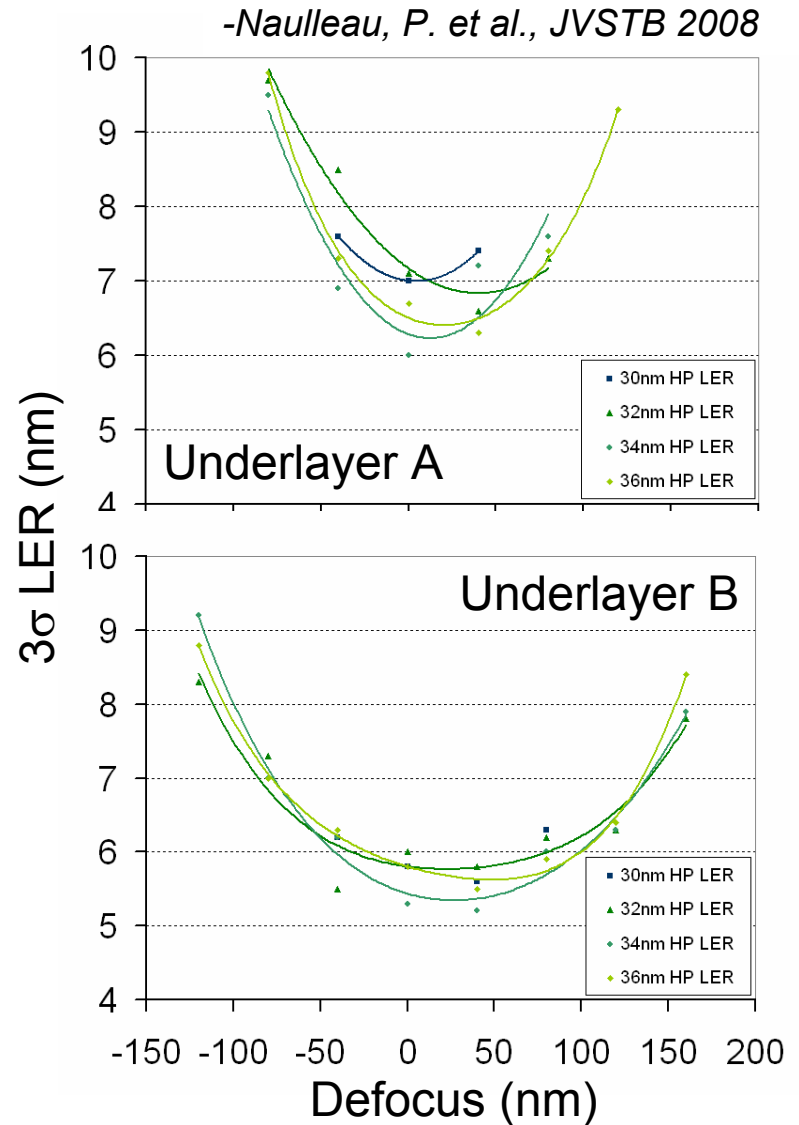 -Naulleau, P. et al., JVSTB 2008
3σ LER (nm)
10
9
8
7
6
5
4
30nm HP LER
32nm HP LER
34nm HP LER
36nm HP LER
Underlayer A
10
9
8
7
6
5
4
Underlayer B
30nm HP LER
32nm HP LER
34nm HP LER
36nm HP LER
-150 -100 -50 0 50 100 150 200
Defocus (nm)